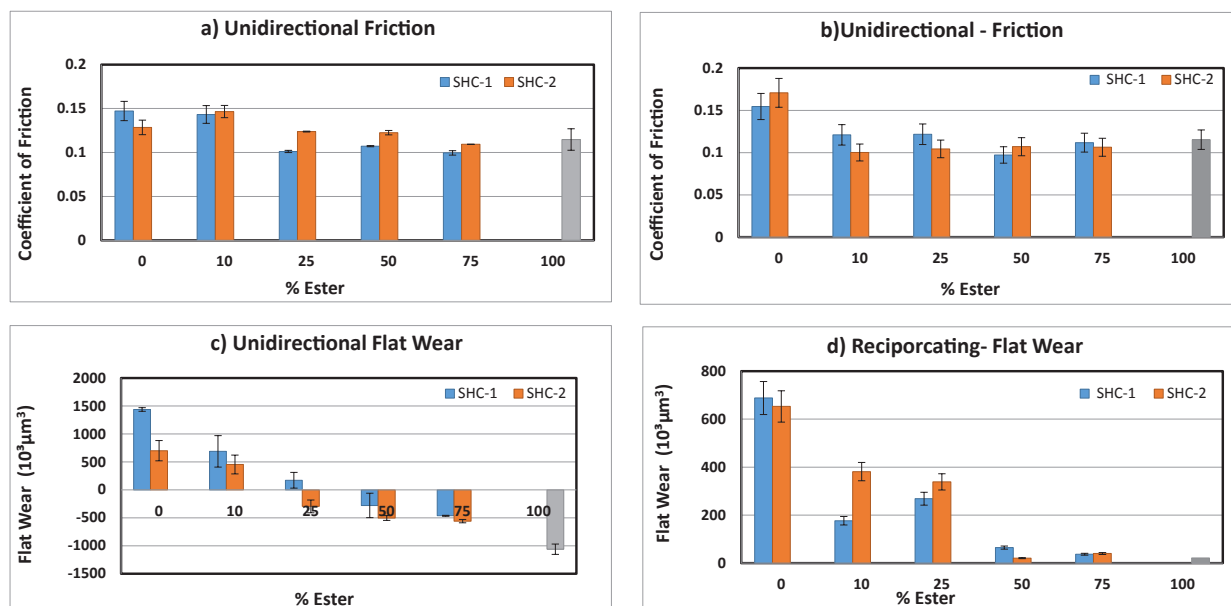 a) Unidirectional Friction
Coefficient of Friction
0.2
0.15
0.1
0.05
0
SHC-1 SHC-2
0 10 25 50 75 100
% Ester
b)Unidirectional - Friction
Coefficient of Friction
0.2
0.15
0.1
0.05
0
SHC-1 SHC-2
0 10 25 50 75 100
% Ester
c) Unidirectional Flat Wear
Flat Wear (10³µm³)
2000
1500
1000
500
0
-500
-1000
-1500
SHC-1 SHC-2
0 10 25 50 75 100
% Ester
d) Reciporcating- Flat Wear
Flat Wear (10³µm³)
800
600
400
200
0
SHC-1 SHC-2
0 10 25 50 75 100
% Ester